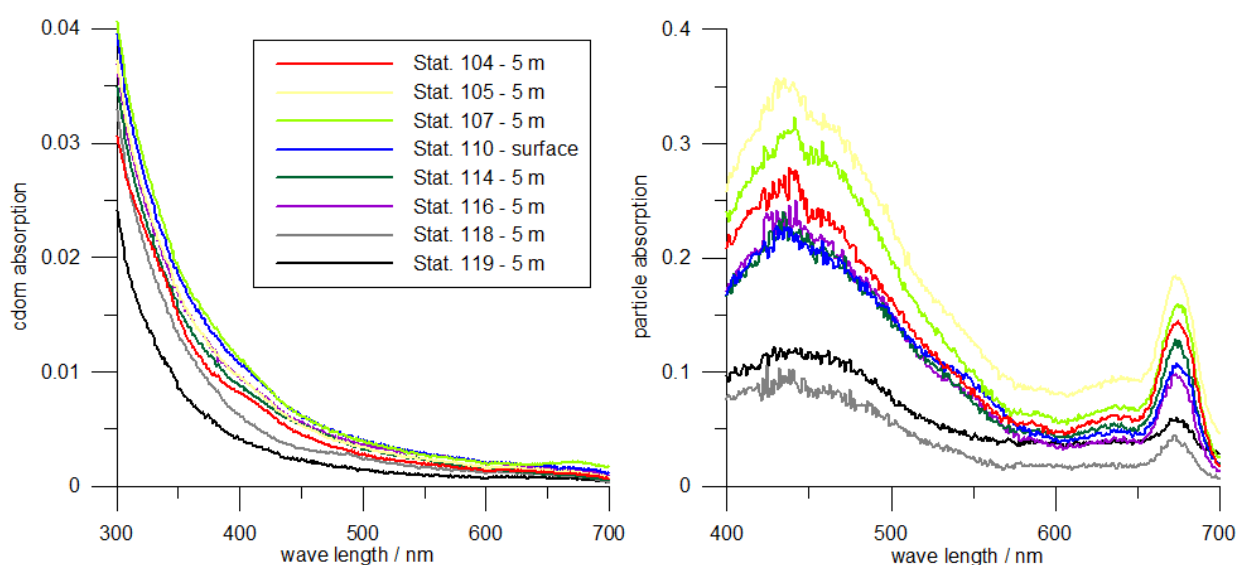 0.04
0.03
0.02
0.01
0
cdom absorption
300
400
500
600
700
wave length / nm
Stat. 104 - 5 m
Stat. 105 - 5 m
Stat. 107 - 5 m
Stat. 110 - surface
Stat. 114 - 5 m
Stat. 116 - 5 m
Stat. 118 - 5 m
Stat. 119 - 5 m
0.4
0.3
0.2
0.1
0
particle absorption
400
500
600
700
wave length / nm